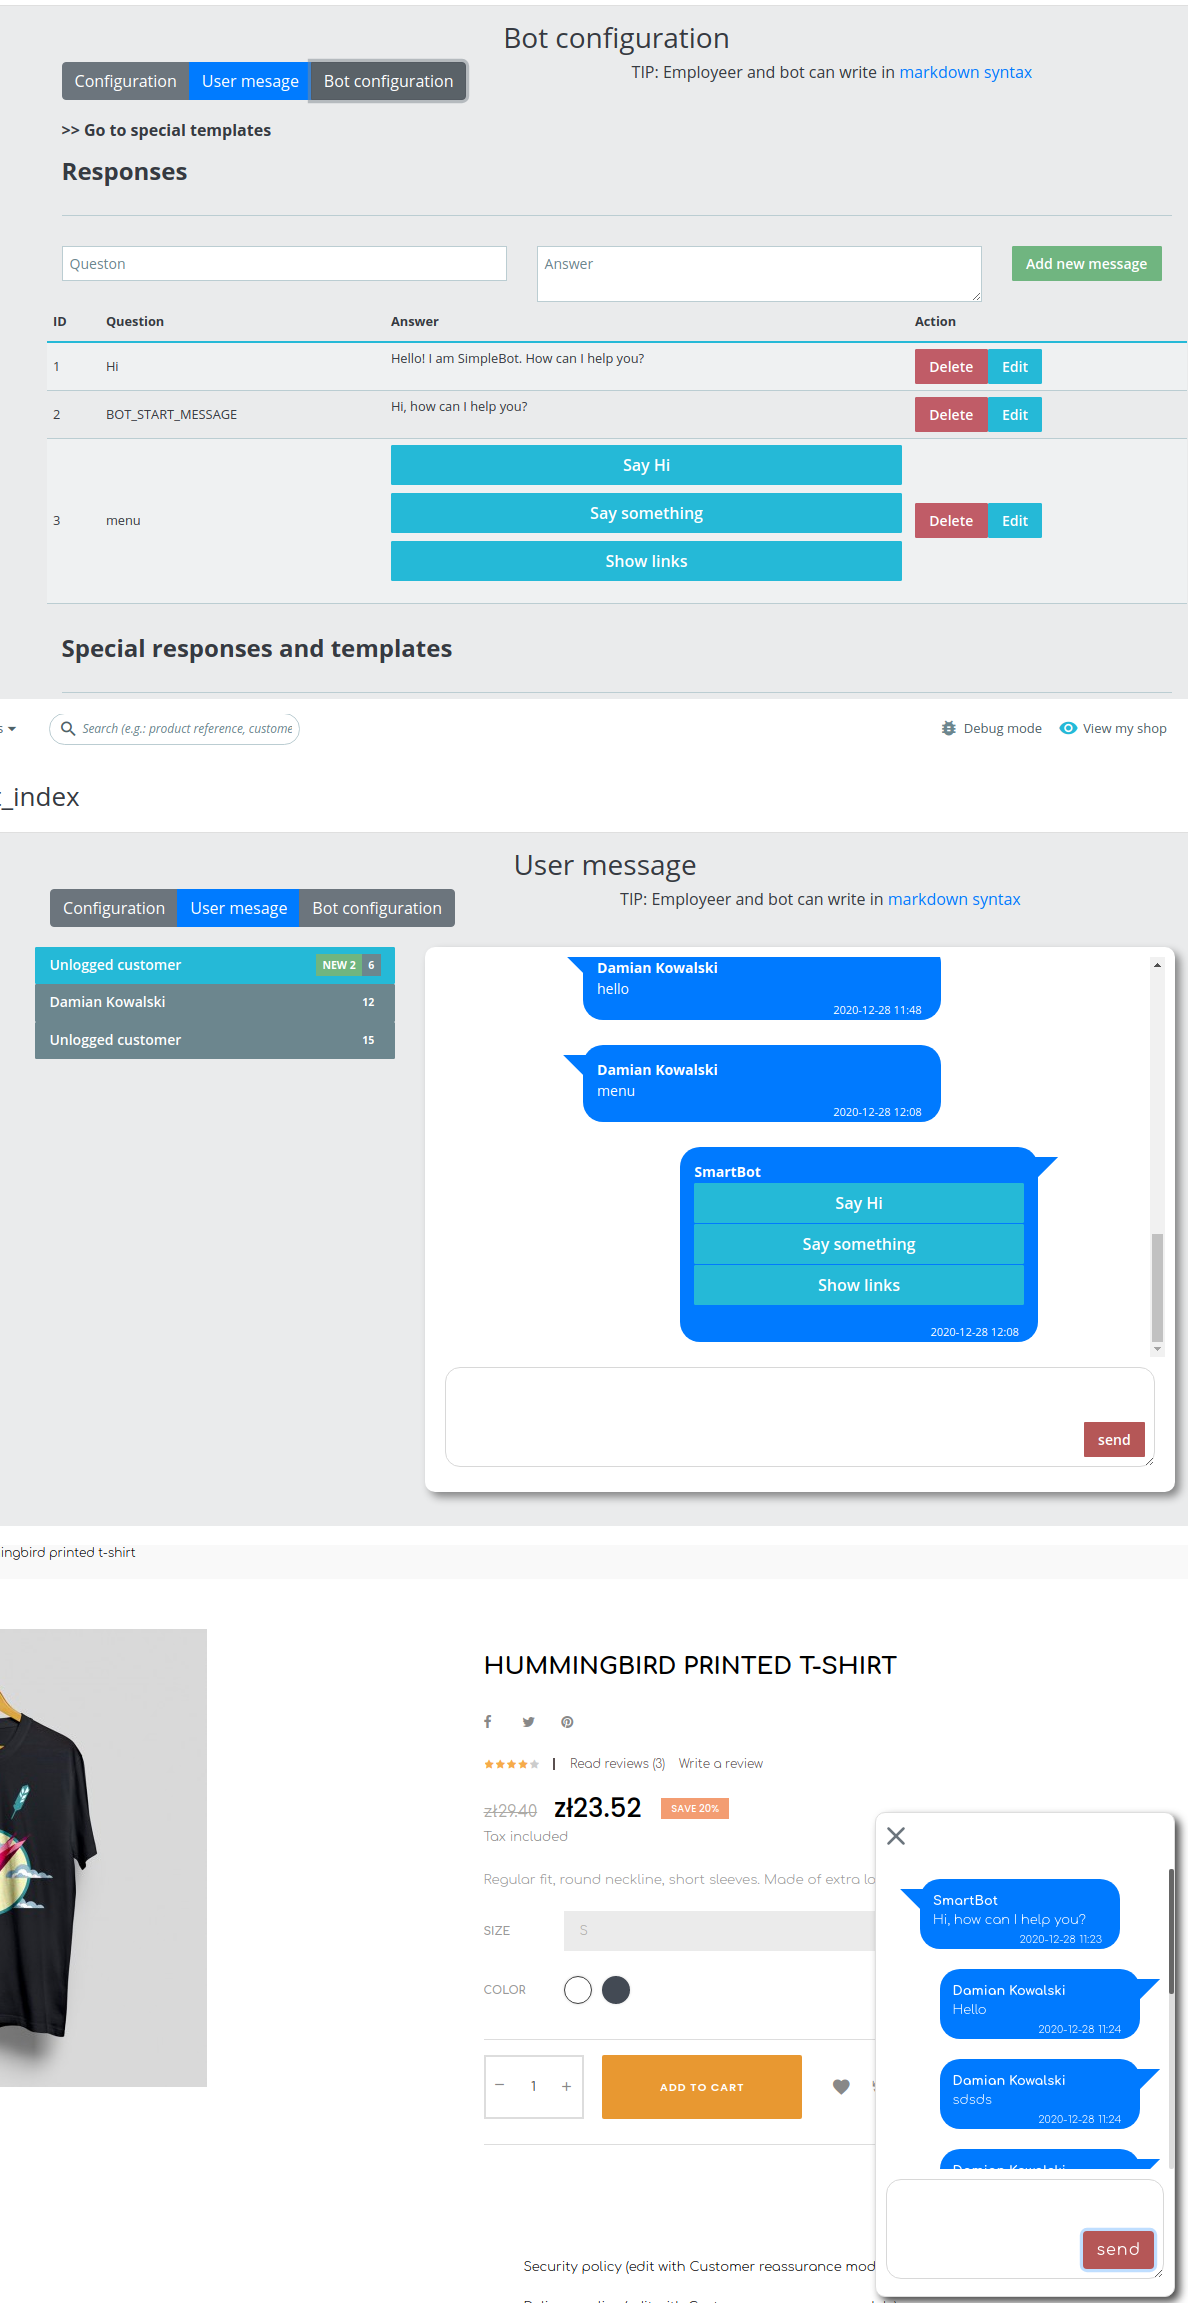 Bot configuration
Configuration User mesage Bot configuration
TIP: Employeer and bot can write in markdown syntax
>> Go to special templates
Responses
Queston Answer Add new message
ID Question Answer Action
1 Hi Hello! I am SimpleBot. How can I help you? Delete Edit
2 BOT_START_MESSAGE Hi, how can I help you? Delete Edit
Say Hi
Say something
3 menu Delete Edit
Show links
Special responses and templates
s Search (e.g.: product reference, custome Debug mode View my shop
t_index
User message
Configuration User mesage Bot configuration
TIP: Employeer and bot can write in markdown syntax
Unlogged customer NEW 2 6
Damian Kowalski 12
Unlogged customer 15
Damian Kowalski
hello
2020-12-28 11:48
Damian Kowalski
menu
2020-12-28 12:08
SmartBot
Say Hi
Say something
Show links
2020-12-28 12:08
send
ingbird printed t-shirt
HUMMINGBIRD PRINTED T-SHIRT
Read reviews (3) Write a review
zł29.40 zł23.52 SAVE 20%
Tax included
Regular fit, round neckline, short sleeves. Made of extra lo
SIZE S
COLOR
− 1 + ADD TO CART
SmartBot
Hi, how can I help you?
2020-12-28 11:23
Damian Kowalski
Hello
2020-12-28 11:24
Damian Kowalski
sdsds
2020-12-28 11:24
Damian Kowalski
send
Security policy (edit with Customer reassurance mod